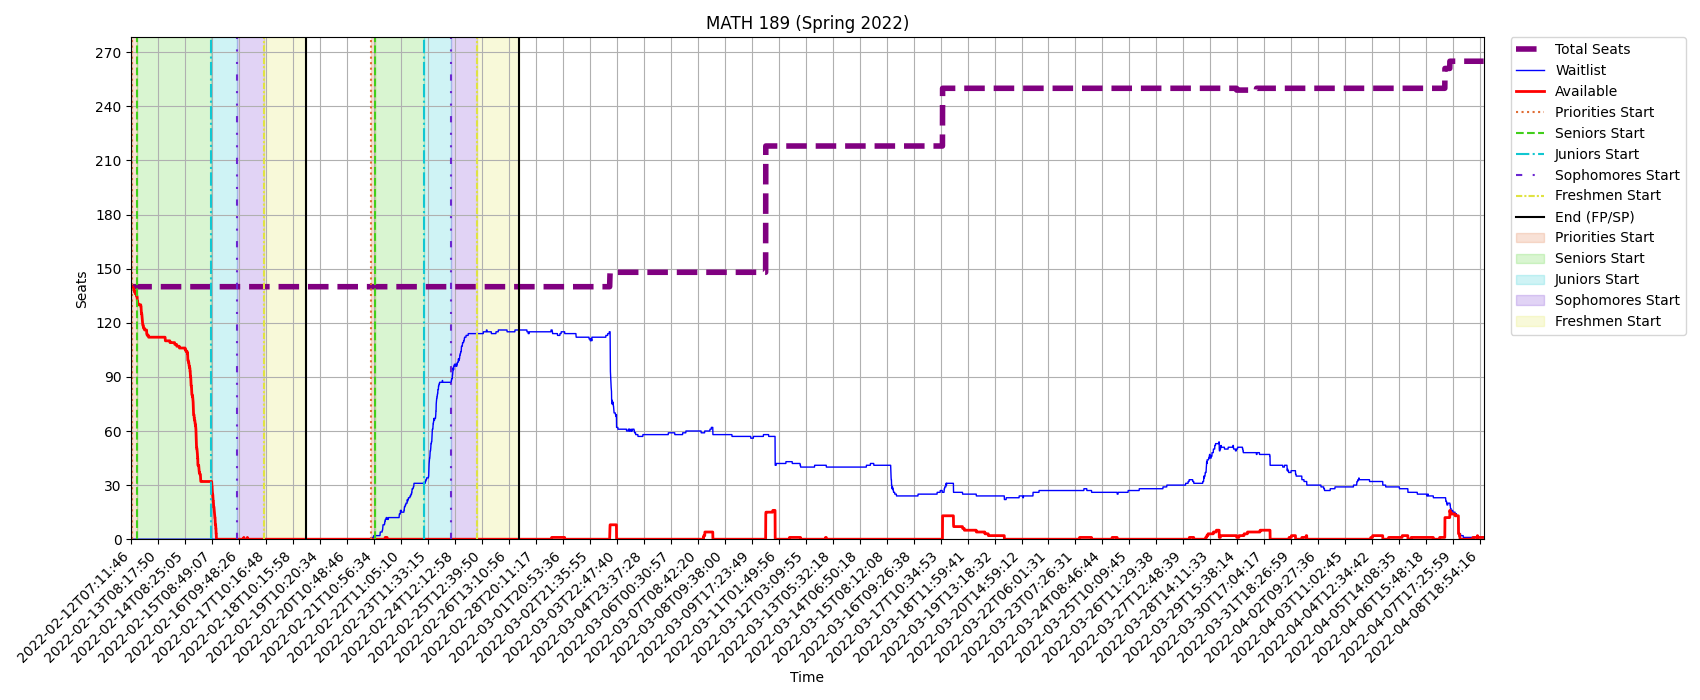 MATH 189 (Spring 2022)
Seats
270
240
210
180
150
120
90
60
30
0
2022-02-12T07:11:46
2022-02-13T08:17:50
2022-02-14T08:25:05
2022-02-15T08:49:07
2022-02-16T09:48:26
2022-02-17T10:16:48
2022-02-18T10:15:58
2022-02-19T10:20:34
2022-02-20T10:48:46
2022-02-21T10:56:34
2022-02-22T11:05:10
2022-02-23T11:33:15
2022-02-24T12:12:58
2022-02-25T12:39:50
2022-02-26T13:10:56
2022-02-28T20:11:17
2022-03-01T20:53:36
2022-03-02T21:35:55
2022-03-03T22:47:40
2022-03-04T23:37:28
2022-03-06T00:30:57
2022-03-07T08:42:20
2022-03-08T09:38:00
2022-03-09T17:23:49
2022-03-11T01:49:56
2022-03-12T03:09:55
2022-03-13T05:32:18
2022-03-14T06:50:18
2022-03-15T08:12:08
2022-03-16T09:26:38
2022-03-17T10:34:53
2022-03-18T11:59:41
2022-03-19T13:18:32
2022-03-20T14:59:12
2022-03-22T06:01:31
2022-03-23T07:26:31
2022-03-24T08:46:44
2022-03-25T10:09:45
2022-03-26T11:29:38
2022-03-27T12:48:39
2022-03-28T14:11:33
2022-03-29T15:38:14
2022-03-30T17:04:17
2022-03-31T18:26:59
2022-04-02T09:27:36
2022-04-03T11:02:45
2022-04-04T12:34:42
2022-04-05T14:08:35
2022-04-06T15:48:18
2022-04-07T17:25:59
2022-04-08T18:54:16
Time
Total Seats
Waitlist
Available
Priorities Start
Seniors Start
Juniors Start
Sophomores Start
Freshmen Start
End (FP/SP)
Priorities Start
Seniors Start
Juniors Start
Sophomores Start
Freshmen Start